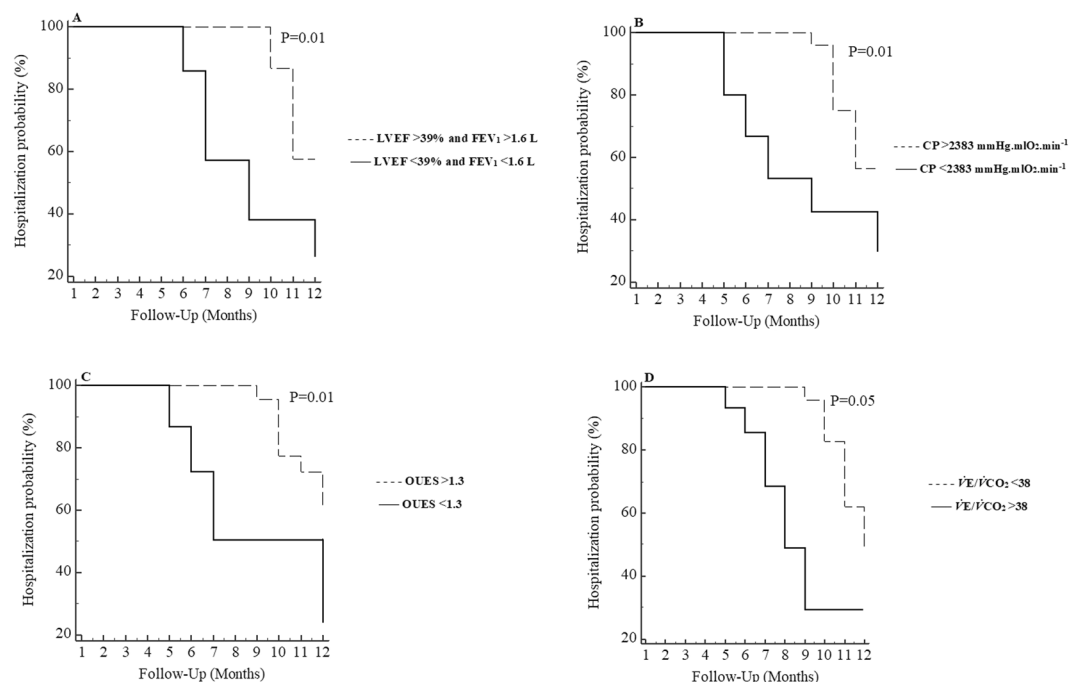 A
100
80
60
40
20
Hospitalization probability (%)
P=0.01
LVEF >39% and FEV₁ >1.6 L
LVEF <39% and FEV₁ <1.6 L
1 2 3 4 5 6 7 8 9 10 11 12
Follow-Up (Months)
B
100
80
60
40
20
Hospitalization probability (%)
P=0.01
CP >2383 mmHg.mlO₂.min⁻¹
CP <2383 mmHg.mlO₂.min⁻¹
1 2 3 4 5 6 7 8 9 10 11 12
Follow-Up (Months)
C
100
80
60
40
20
Hospitalization probability (%)
P=0.01
OUES >1.3
OUES <1.3
1 2 3 4 5 6 7 8 9 10 11 12
Follow-Up (Months)
D
100
80
60
40
20
Hospitalization probability (%)
P=0.05
V̇E/V̇CO₂ <38
V̇E/V̇CO₂ >38
1 2 3 4 5 6 7 8 9 10 11 12
Follow-Up (Months)